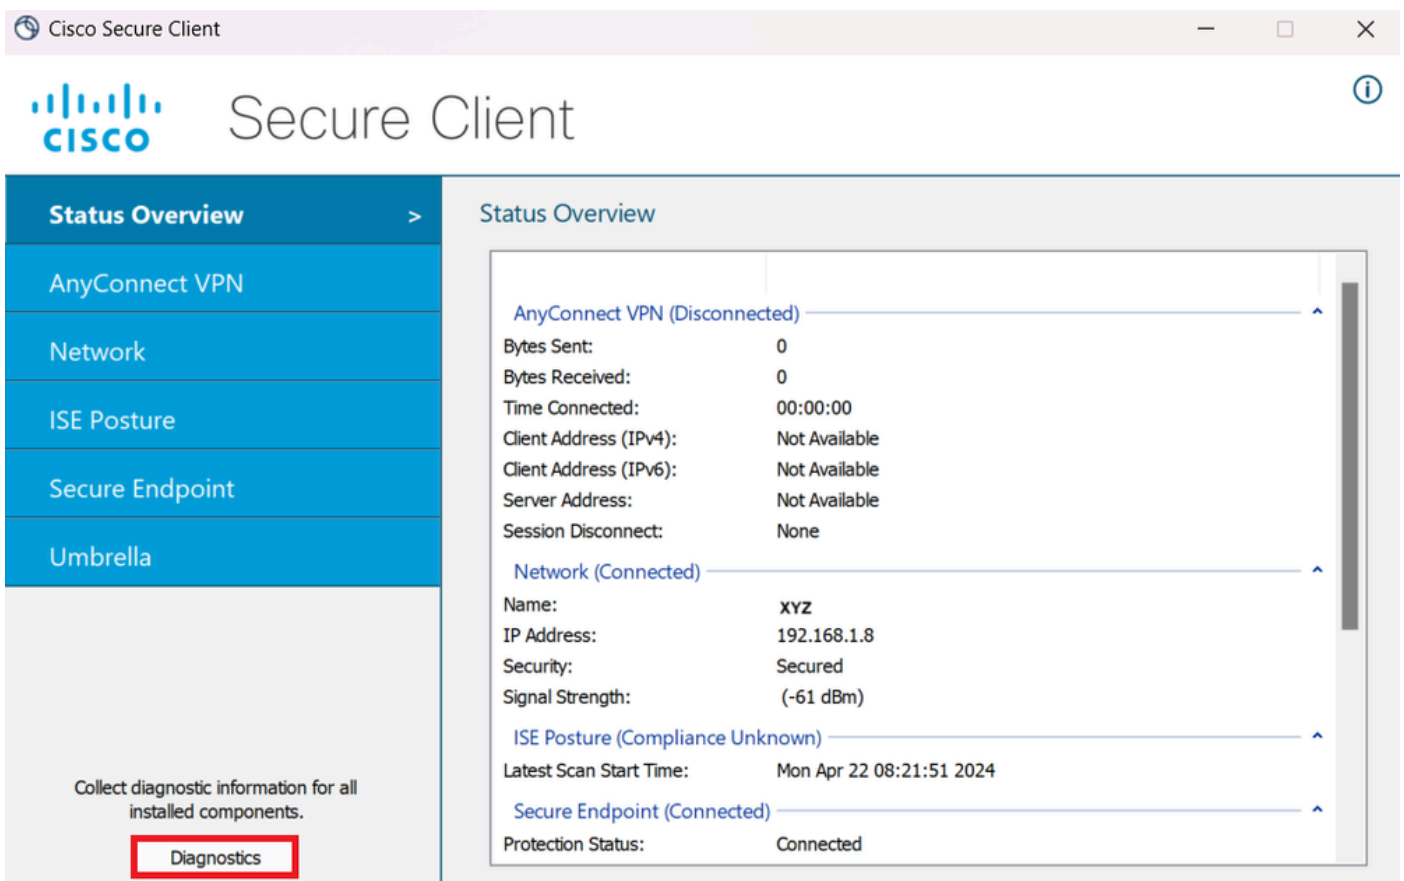 Cisco Secure Client
CISCO
Secure Client
Status Overview >
AnyConnect VPN
Network
ISE Posture
Secure Endpoint
Umbrella
Collect diagnostic information for all
installed components.
Diagnostics
Status Overview
AnyConnect VPN (Disconnected)
Bytes Sent: 0
Bytes Received: 0
Time Connected: 00:00:00
Client Address (IPv4): Not Available
Client Address (IPv6): Not Available
Server Address: Not Available
Session Disconnect: None
Network (Connected)
Name: XYZ
IP Address: 192.168.1.8
Security: Secured
Signal Strength: (-61 dBm)
ISE Posture (Compliance Unknown)
Latest Scan Start Time: Mon Apr 22 08:21:51 2024
Secure Endpoint (Connected)
Protection Status: Connected